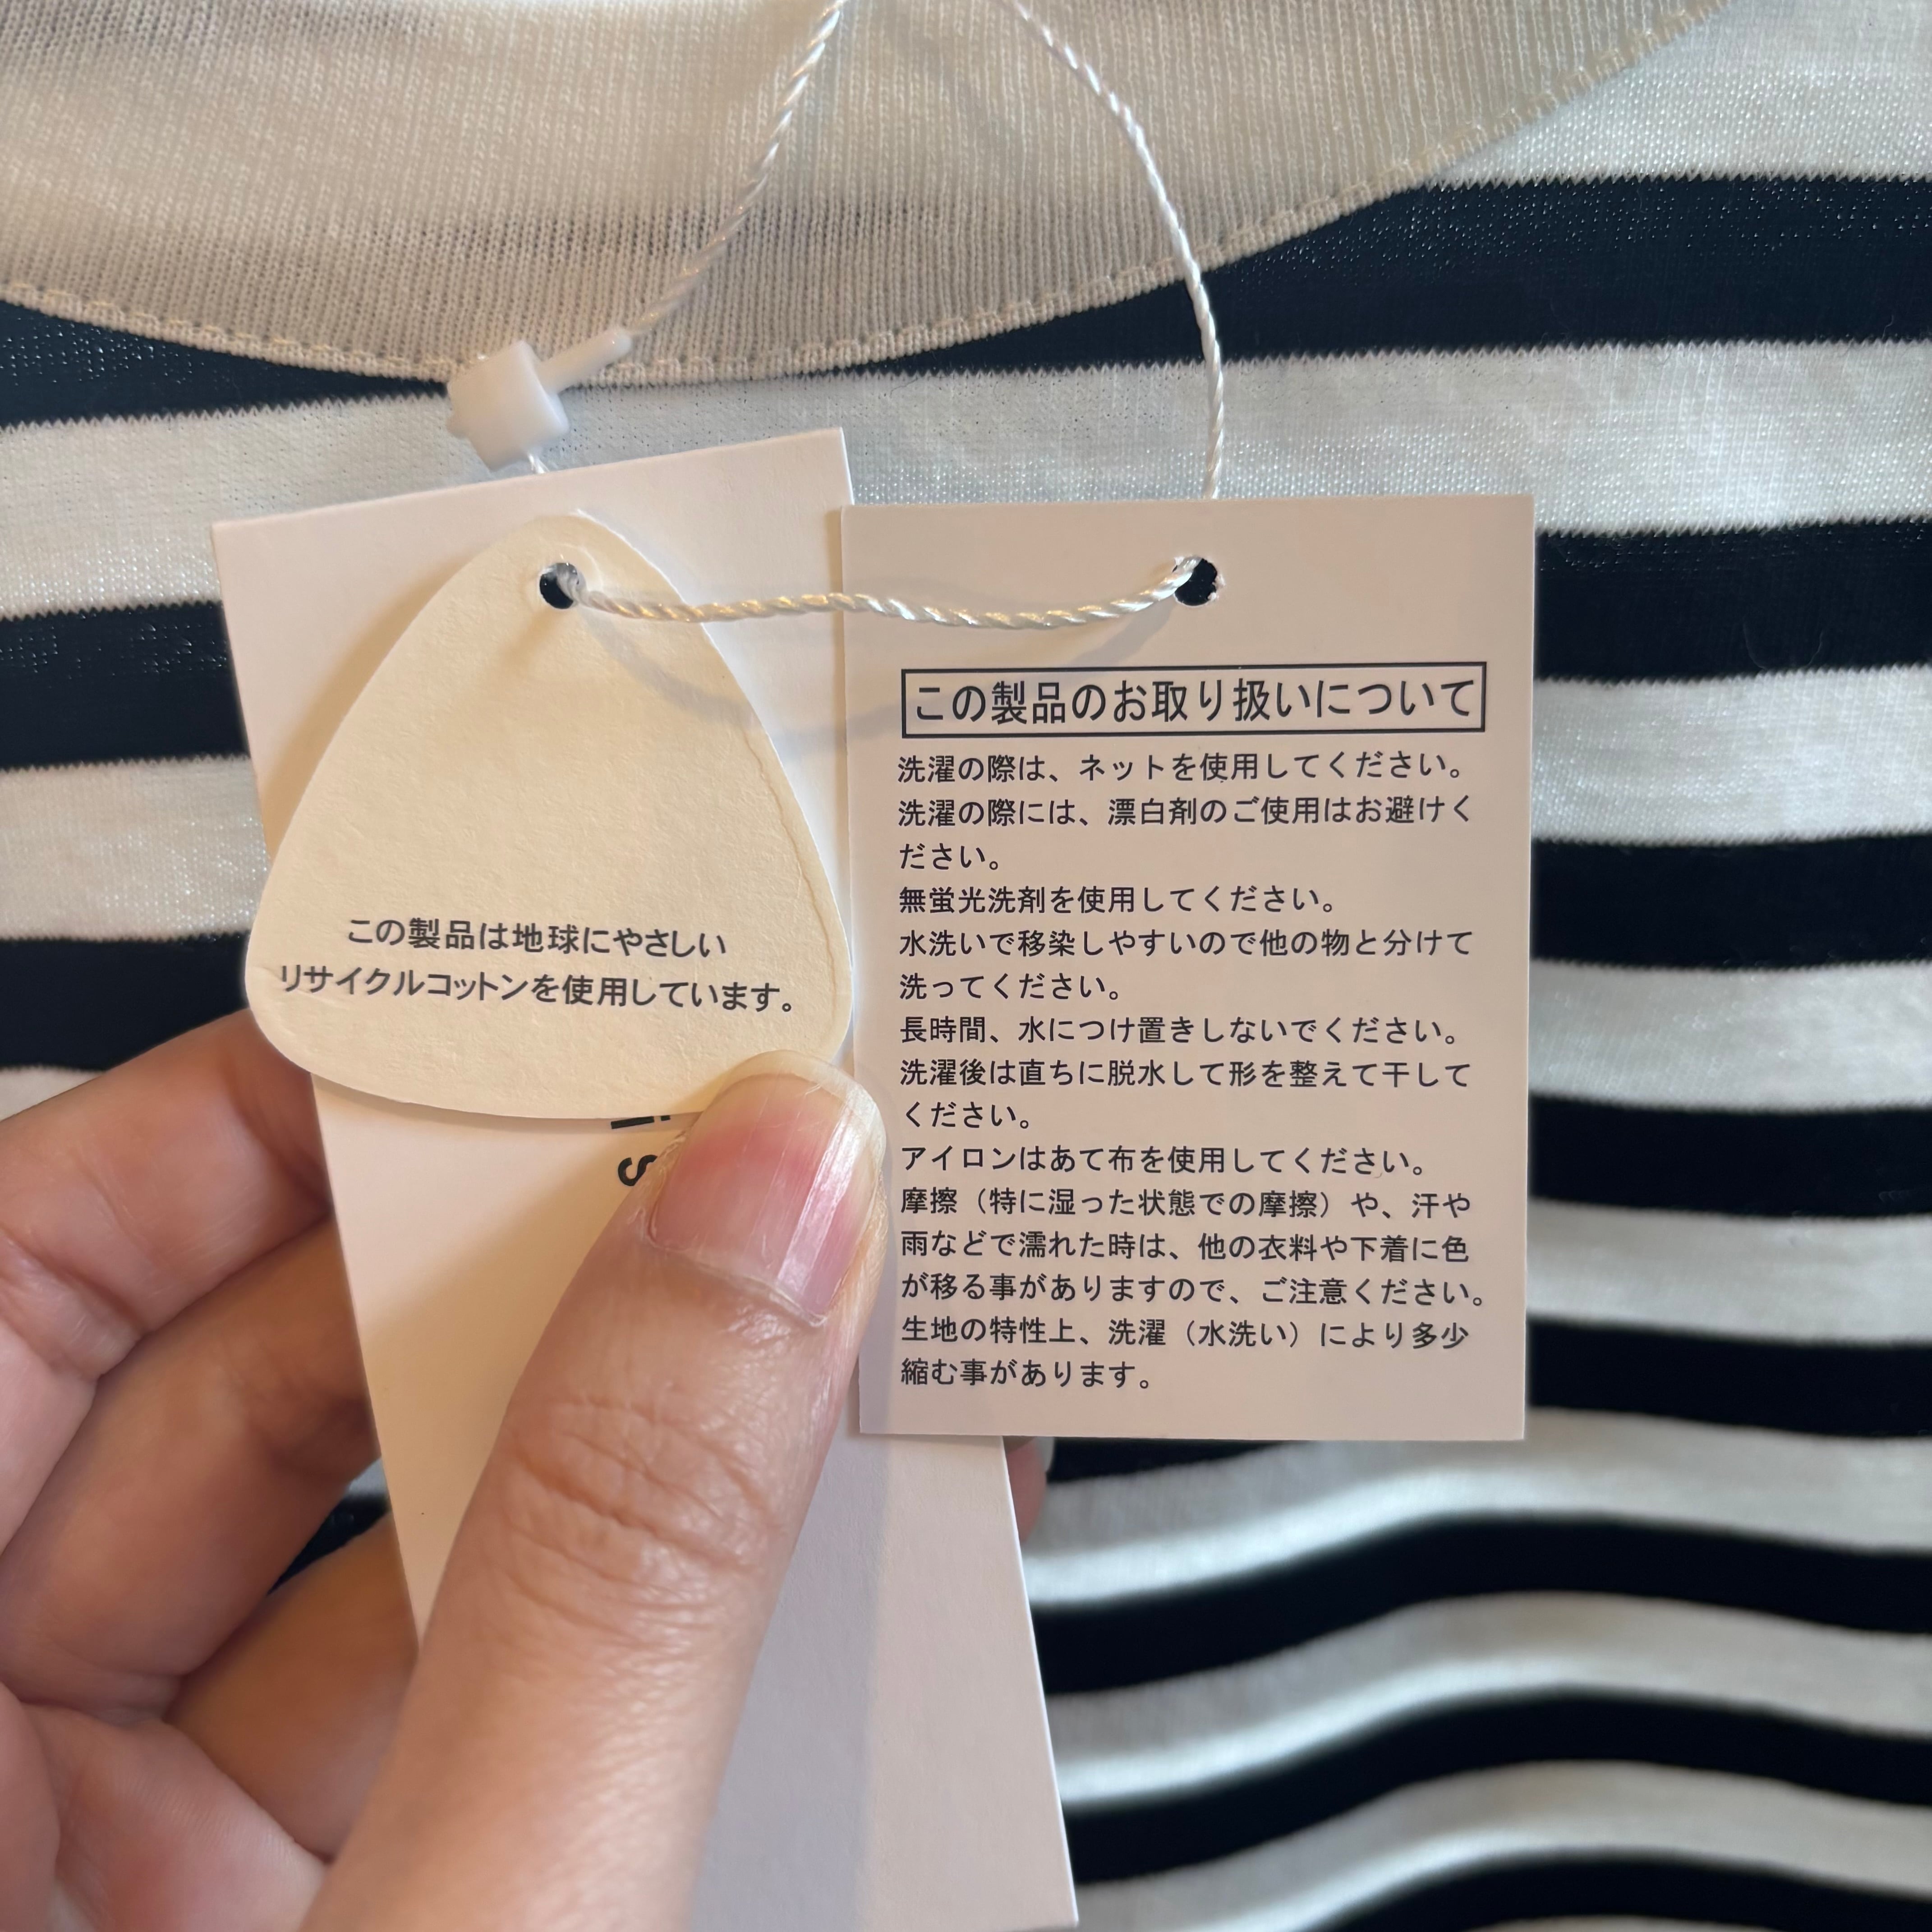 この製品は地球にやさしい
リサイクルコットンを使用しています。
この製品のお取り扱いについて
洗濯の際は、ネットを使用してください。
洗濯の際には、漂白剤のご使用はお避けく
ださい。
無蛍光洗剤を使用してください。
水洗いで移染しやすいので他の物と分けて
洗ってください。
長時間、水につけ置きしないでください。
洗濯後は直ちに脱水して形を整えて干して
ください。
アイロンはあて布を使用してください。
摩擦（特に湿った状態での摩擦）や、汗や
雨などで濡れた時は、他の衣料や下着に色
が移る事がありますので、ご注意ください。
生地の特性上、洗濯（水洗い）により多少
縮む事があります。